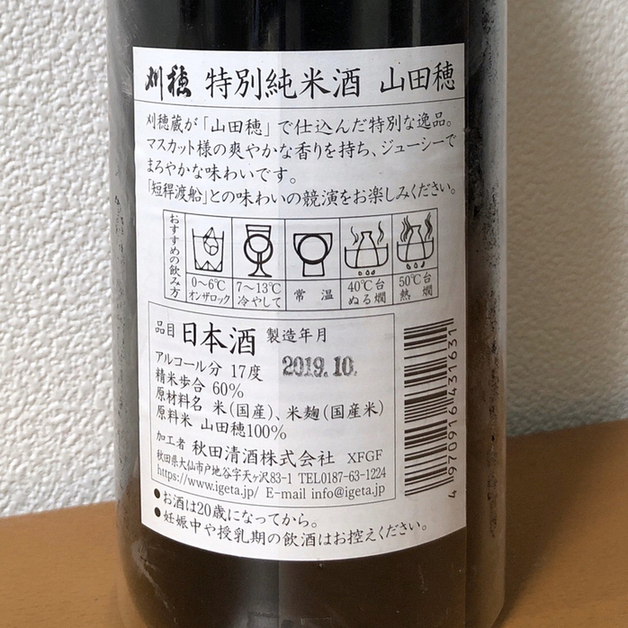 刈穂 特別純米酒 山田穂
刈穂蔵が「山田穂」で仕込んだ特別な逸品。
マスカット様の爽やかな香りを持ち、ジューシーで
まろやかな味わいです。
「短稈渡船」との味わいの競演をお楽しみください。
おすすめの飲み方
0～6℃ オンザロック
7～13℃ 冷やして
常温
40℃台 ぬる燗
50℃台 熱燗
品目 日本酒 製造年月
2019.10.
アルコール分 17度
精米歩合 60%
原材料名 米(国産)、米麹(国産米)
原料米 山田穂100%
加工者 秋田清酒株式会社 XFGF
秋田県大仙市戸地谷字天ヶ沢83-1 TEL0187-63-1224
https://www.igeta.jp/ E-mail info@igeta.jp
4970916431631
●お酒は20歳になってから。
●妊娠中や授乳期の飲酒はお控えください。